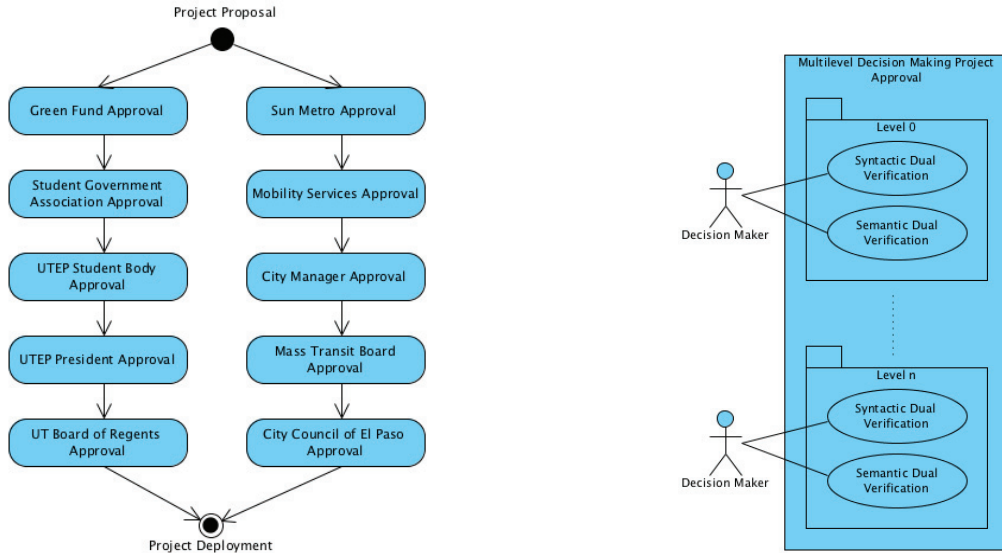 Project Proposal
Green Fund Approval
Student Government
Association Approval
UTEP Student Body
Approval
UTEP President Approval
UT Board of Regents
Approval
Sun Metro Approval
Mobility Services Approval
City Manager Approval
Mass Transit Board
Approval
City Council of El Paso
Approval
Project Deployment
Multilevel Decision Making Project
Approval
Level 0
Syntactic Dual
Verification
Semantic Dual
Verification
Decision Maker
Level n
Syntactic Dual
Verification
Semantic Dual
Verification
Decision Maker